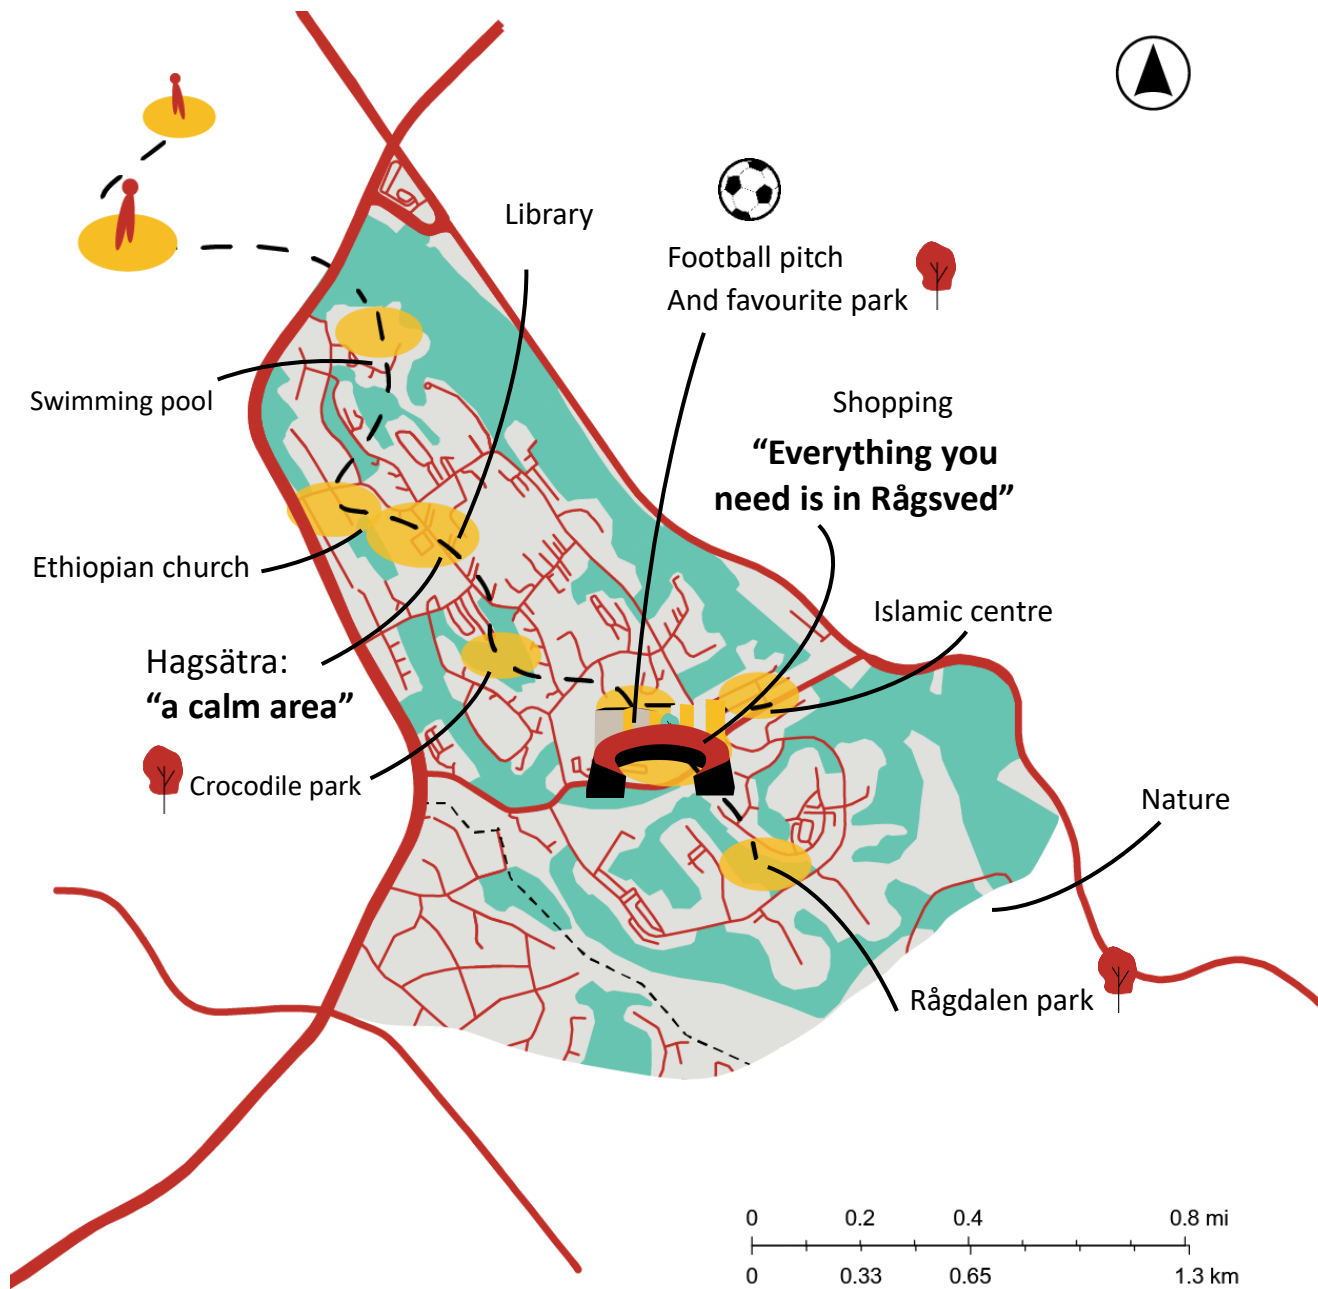 Library
Football pitch
And favourite park
Swimming pool
Shopping
“Everything you
need is in Rågsved”
Ethiopian church
Islamic centre
Hagsätra:
“a calm area”
Crocodile park
Nature
Rågdalen park
0 0.2 0.4 0.8 mi
0 0.33 0.65 1.3 km